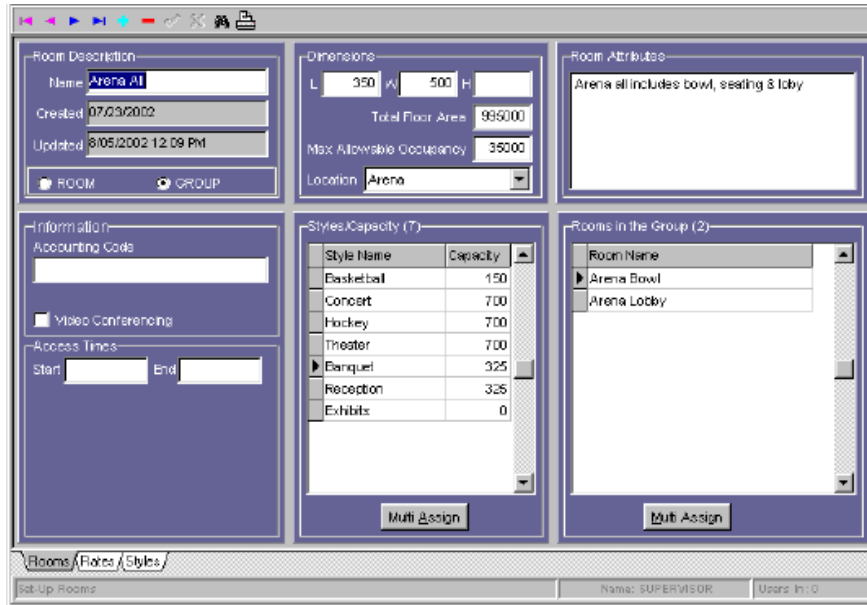 Room Description
Name Arena All
Created 07/23/2002
Updated 8/05/2002 12:09 PM
ROOM GROUP
Dimensions
L 350 W 500 H
Total Floor Area 995000
Max Allowable Occupancy 35000
Location Arena
Room Attributes
Arena all includes bowl, seating & loby
Information
Accounting Code
Video Conferencing
Access Times
Start End
Styles/Capacity (7)
Style Name Capacity
Basketball 150
Concert 700
Hockey 700
Theater 700
Banquet 325
Reception 325
Exhibits 0
Multi Assign
Rooms in the Group (2)
Room Name
Arena Bowl
Arena Lobby
Multi Assign
Rooms Rates Styles
Set-Up Rooms Name: SUPERVISOR Users In: 0